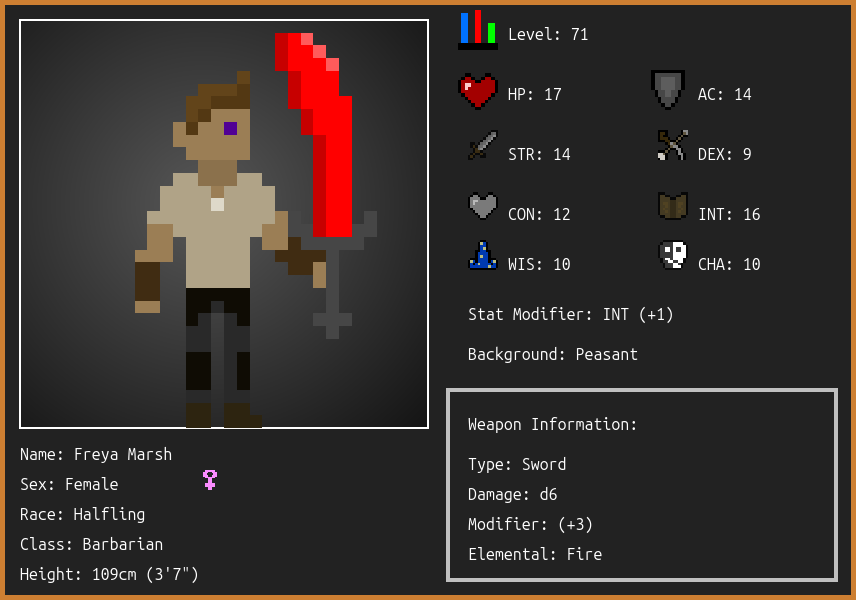 Level: 71
HP: 17
AC: 14
STR: 14
DEX: 9
CON: 12
INT: 16
WIS: 10
CHA: 10
Stat Modifier: INT (+1)
Background: Peasant
Weapon Information:
Type: Sword
Damage: d6
Modifier: (+3)
Elemental: Fire
Name: Freya Marsh
Sex: Female
Race: Halfling
Class: Barbarian
Height: 109cm (3'7")